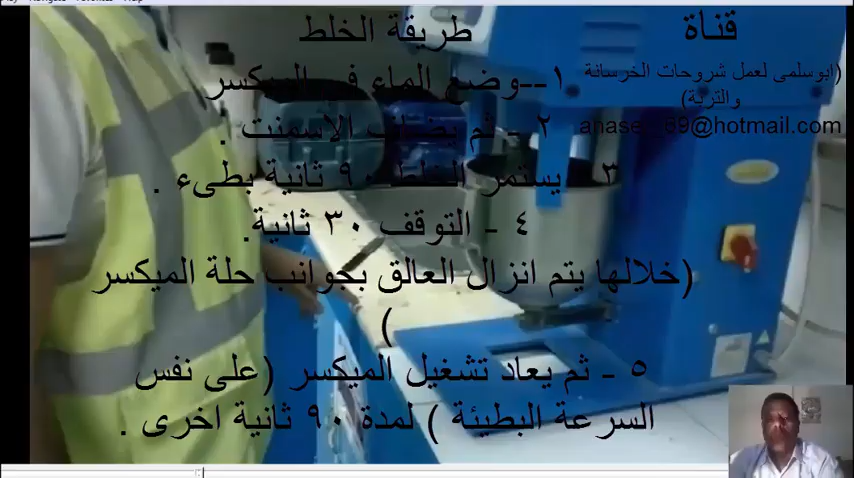 قناة
(ابوسلمى لعمل شروحات الخرسانة
والتربة)
طريقة الخلط
١--وضع الماء في الميكسر
٢ - ثم يضاف الاسمنت .
٣ يستمر الخلط ٩٠ ثانية بطىء .
٤ - التوقف ٣٠ ثانية.
(خلالها يتم انزال العالق بجوانب حلة الميكسر
)
٥ - ثم يعاد تشغيل الميكسر (على نفس
السرعة البطيئة ) لمدة ٩٠ ثانية اخرى .